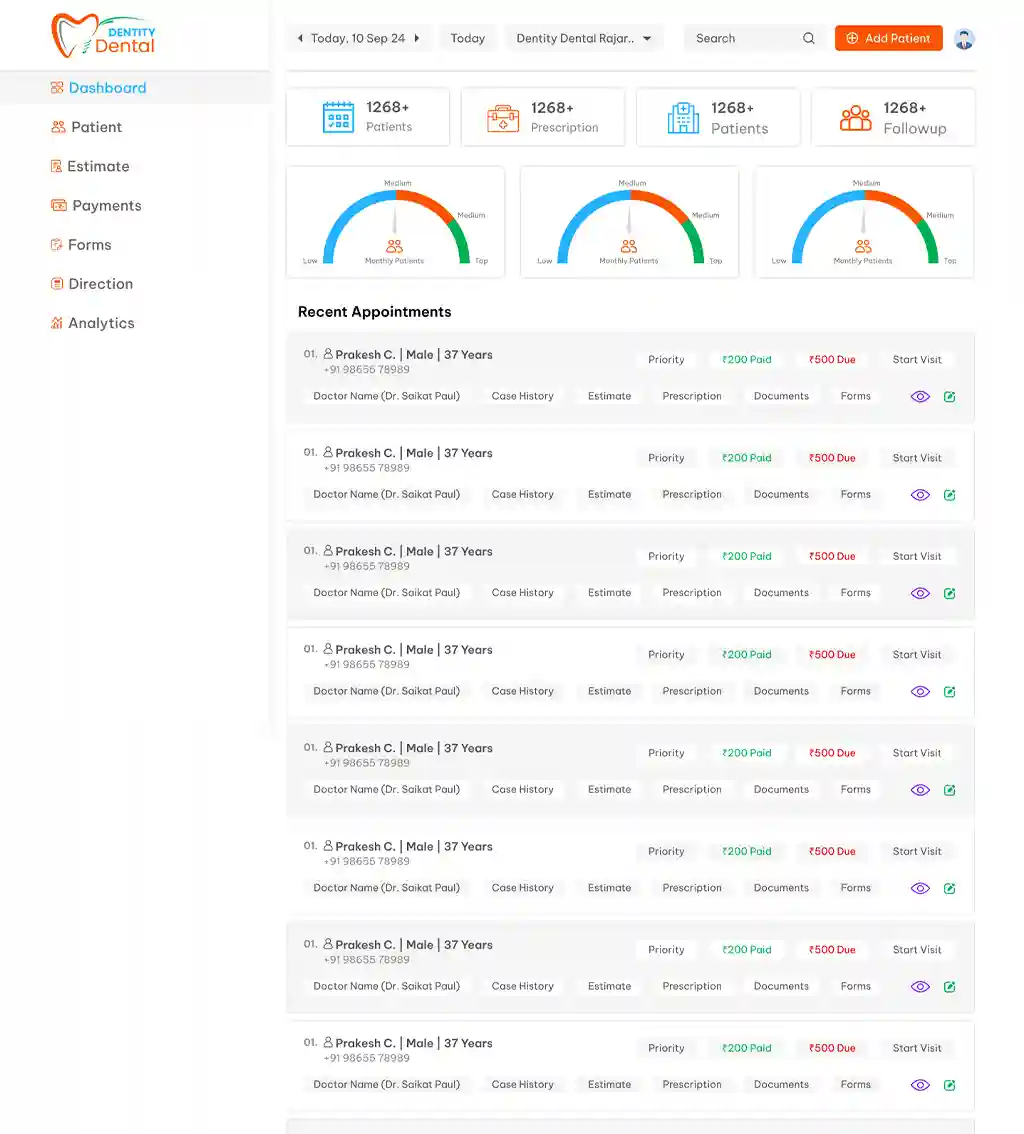 DENTITY
Dental
Today, 10 Sep 24
Today
Dentity Dental Rajar..
Search
Add Patient
Dashboard
Patient
Estimate
Payments
Forms
Direction
Analytics
1268+
Patients
1268+
Prescription
1268+
Patients
1268+
Followup
Medium
Medium
Low
Monthly Patients
Top
Medium
Medium
Low
Monthly Patients
Top
Medium
Medium
Low
Monthly Patients
Top
Recent Appointments
01. Prakesh C. | Male | 37 Years
+91 98655 78989
Priority ₹200 Paid ₹500 Due Start Visit
Doctor Name (Dr. Saikat Paul) Case History Estimate Prescription Documents Forms
01. Prakesh C. | Male | 37 Years
+91 98655 78989
Priority ₹200 Paid ₹500 Due Start Visit
Doctor Name (Dr. Saikat Paul) Case History Estimate Prescription Documents Forms
01. Prakesh C. | Male | 37 Years
+91 98655 78989
Priority ₹200 Paid ₹500 Due Start Visit
Doctor Name (Dr. Saikat Paul) Case History Estimate Prescription Documents Forms
01. Prakesh C. | Male | 37 Years
+91 98655 78989
Priority ₹200 Paid ₹500 Due Start Visit
Doctor Name (Dr. Saikat Paul) Case History Estimate Prescription Documents Forms
01. Prakesh C. | Male | 37 Years
+91 98655 78989
Priority ₹200 Paid ₹500 Due Start Visit
Doctor Name (Dr. Saikat Paul) Case History Estimate Prescription Documents Forms
01. Prakesh C. | Male | 37 Years
+91 98655 78989
Priority ₹200 Paid ₹500 Due Start Visit
Doctor Name (Dr. Saikat Paul) Case History Estimate Prescription Documents Forms
01. Prakesh C. | Male | 37 Years
+91 98655 78989
Priority ₹200 Paid ₹500 Due Start Visit
Doctor Name (Dr. Saikat Paul) Case History Estimate Prescription Documents Forms
01. Prakesh C. | Male | 37 Years
+91 98655 78989
Priority ₹200 Paid ₹500 Due Start Visit
Doctor Name (Dr. Saikat Paul) Case History Estimate Prescription Documents Forms